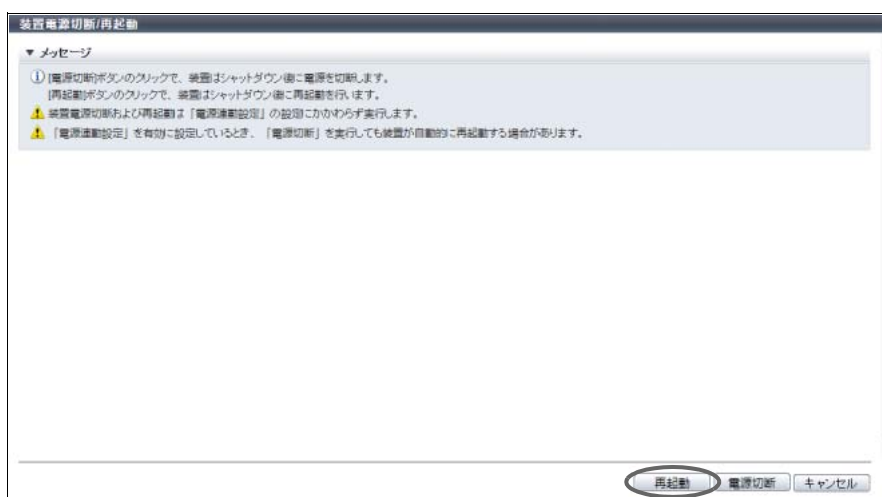 装置電源切断/再起動
▼ メッセージ
[電源切断]ボタンのクリックで、装置はシャットダウン後に電源を切断します。
[再起動]ボタンのクリックで、装置はシャットダウン後に再起動を行います。
装置電源切断および再起動は「電源連動設定」の設定にかかわらず実行します。
「電源連動設定」を有効に設定しているとき、「電源切断」を実行しても装置が自動的に再起動する場合があります。
再起動 電源切断 キャンセル